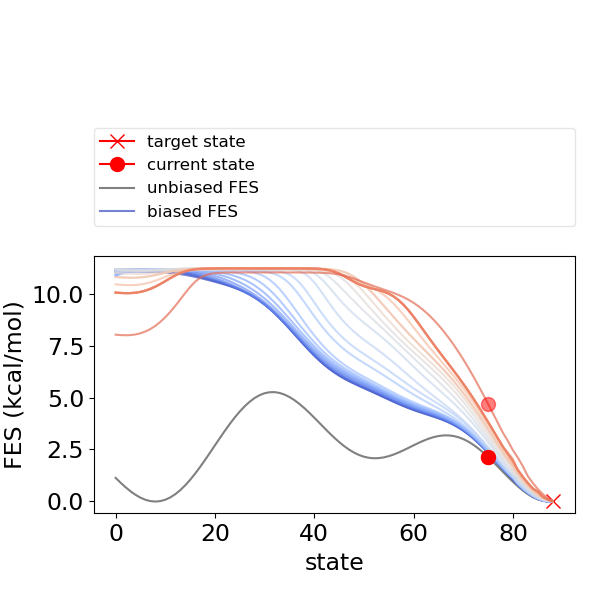 target state
current state
unbiased FES
biased FES
FES (kcal/mol)
10.0
7.5
5.0
2.5
0.0
0 20 40 60 80
state